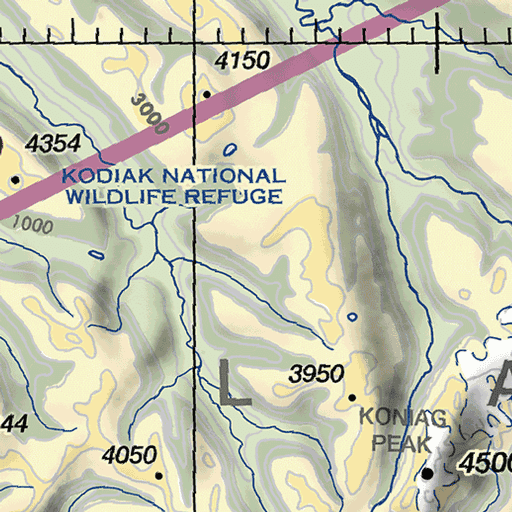 4150
3000
4354
KODIAK NATIONAL
WILDLIFE REFUGE
1000
3950
L
A
KONIAG
PEAK
44
4050
4500